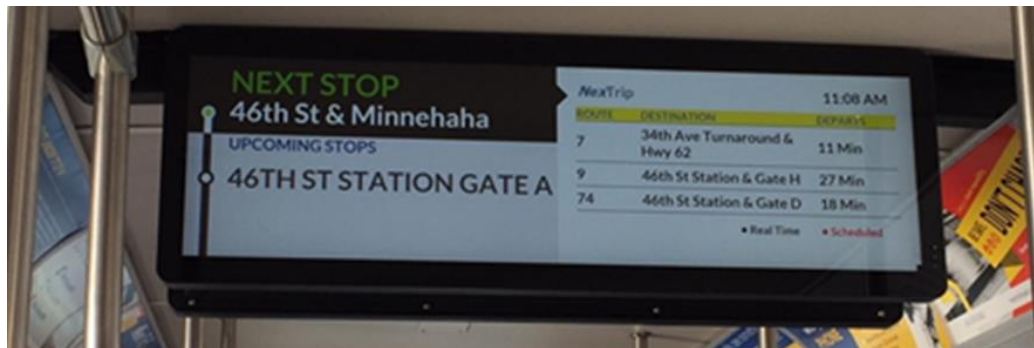 NEXT STOP
46th St & Minnehaha
UPCOMING STOPS
46TH ST STATION GATE A
NexTrip
11:08 AM
ROUTE DESTINATION DEPARTS
7 34th Ave Turnaround & Hwy 62 11 Min
9 46th St Station & Gate H 27 Min
74 46th St Station & Gate D 18 Min
• Real Time • Scheduled
DON'T